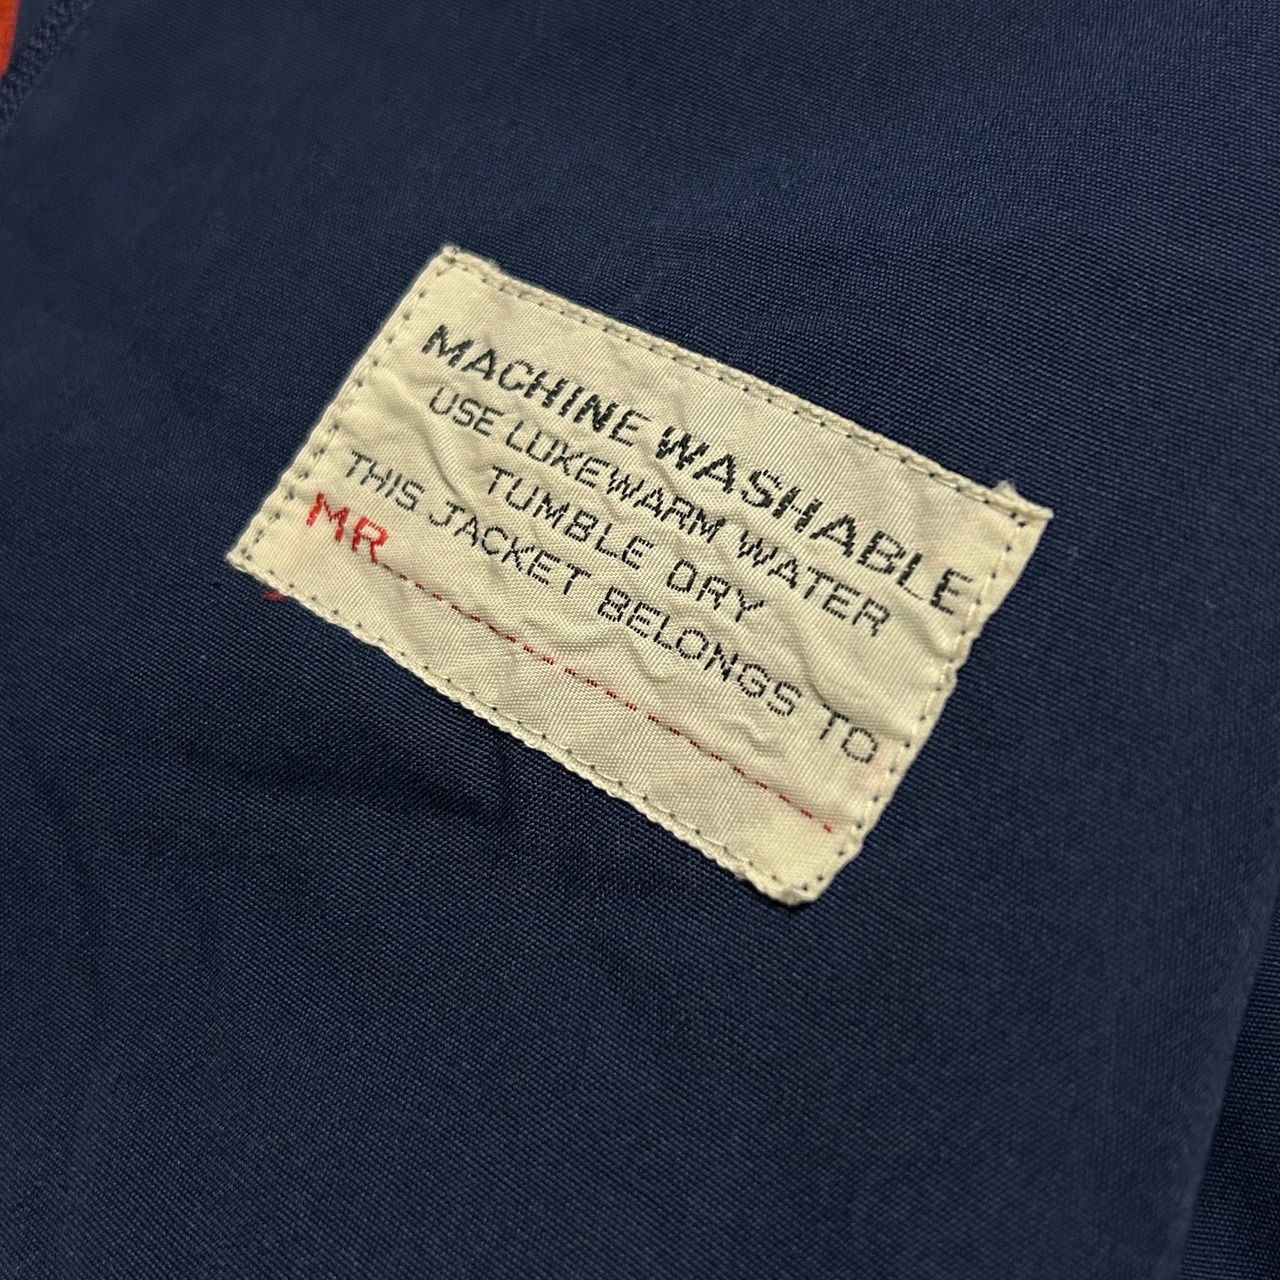 MACHINE WASHABLE
USE LUKEWARM WATER
TUMBLE DRY
THIS JACKET BELONGS TO
MR